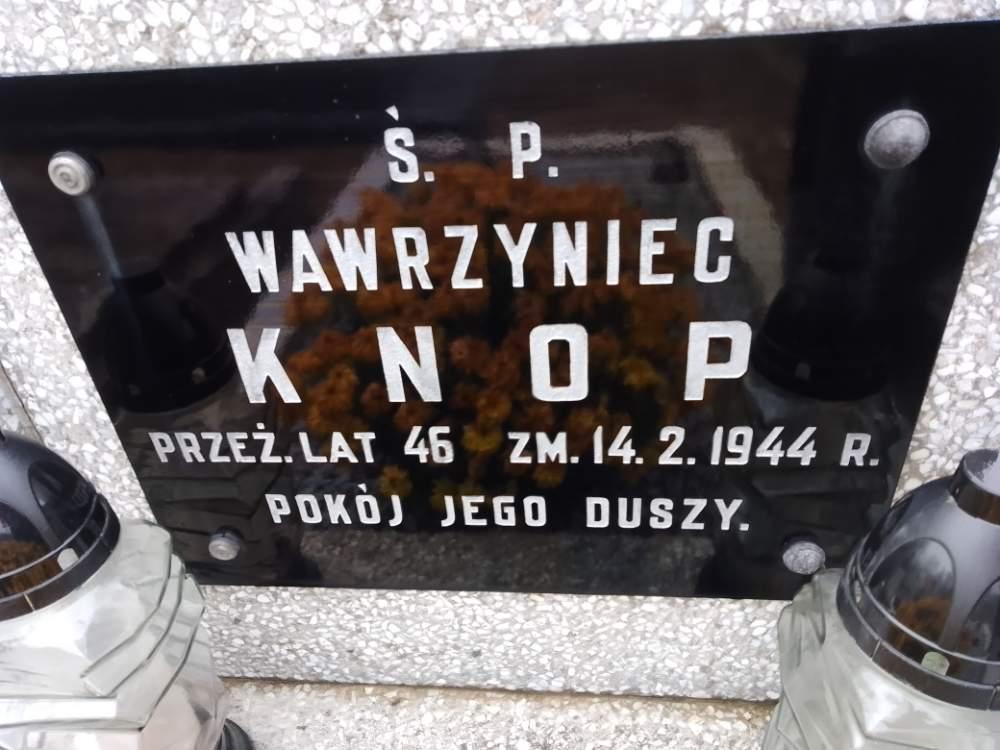 Ś. P.
WAWRZYNIEC
KNOP
PRZEŻ. LAT 46 ZM. 14. 2. 1944 R.
POKÓJ JEGO DUSZY.